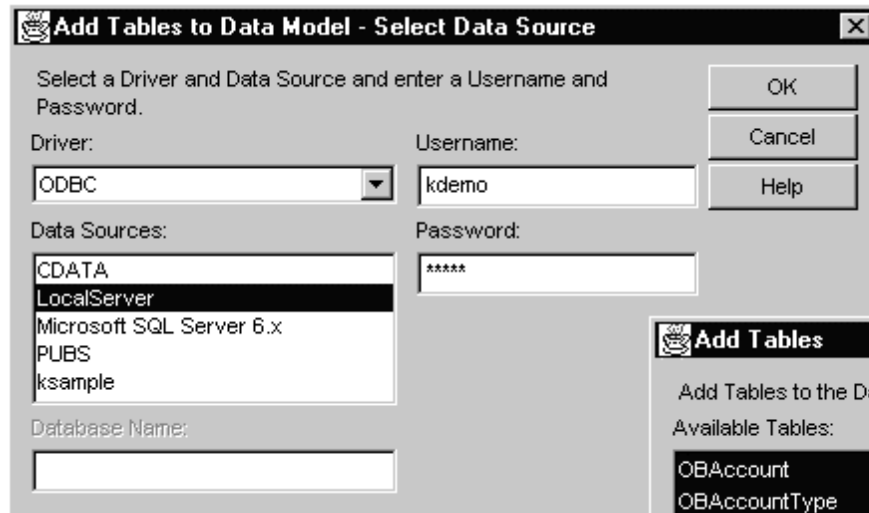 Add Tables to Data Model - Select Data Source
Select a Driver and Data Source and enter a Username and
Password.
OK
Cancel
Help
Driver:
ODBC
Username:
kdemo
Data Sources:
CDATA
LocalServer
Microsoft SQL Server 6.x
PUBS
ksample
Password:
*****
Database Name:
Add Tables
Add Tables to the Da
Available Tables:
OBAccount
OBAccountType